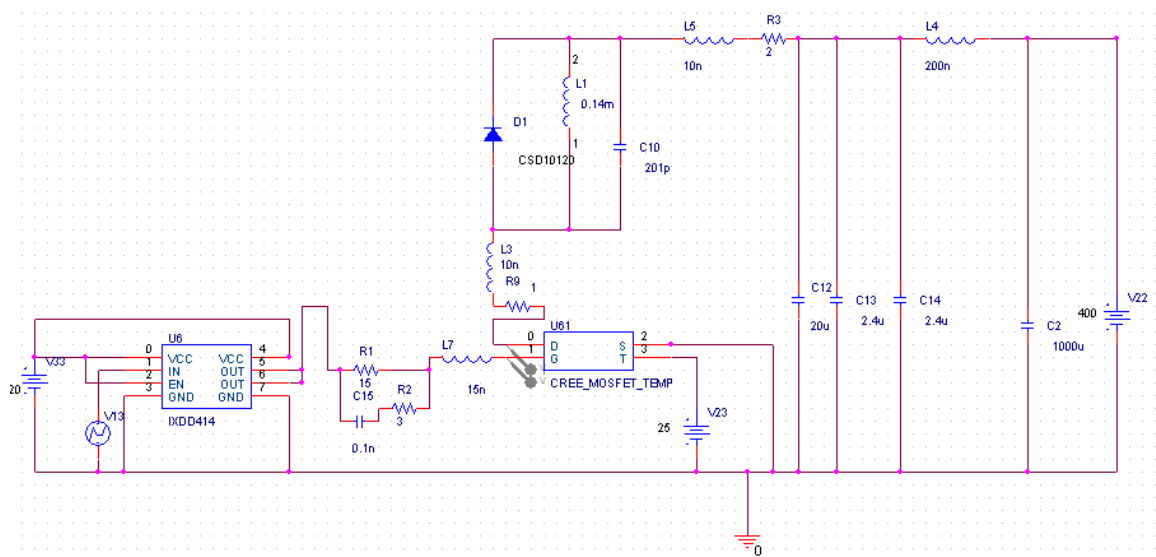 L5
10n
R3
2
L4
200n
2
L1
0.14m
1
D1
CSD10120
C10
201p
L3
10n
R9
1
C12
20u
C13
2.4u
C14
2.4u
C2
1000u
400
V22
U61
0
D
S
2
1
G
T
3
CREE_MOSFET_TEMP
V23
25
U6
0
VCC
VCC
4
1
IN
OUT
5
2
EN
OUT
6
3
GND
GND
7
IXDD414
V33
20
V13
R1
15
C15
R2
3
0.1n
L7
15n
V
V
0